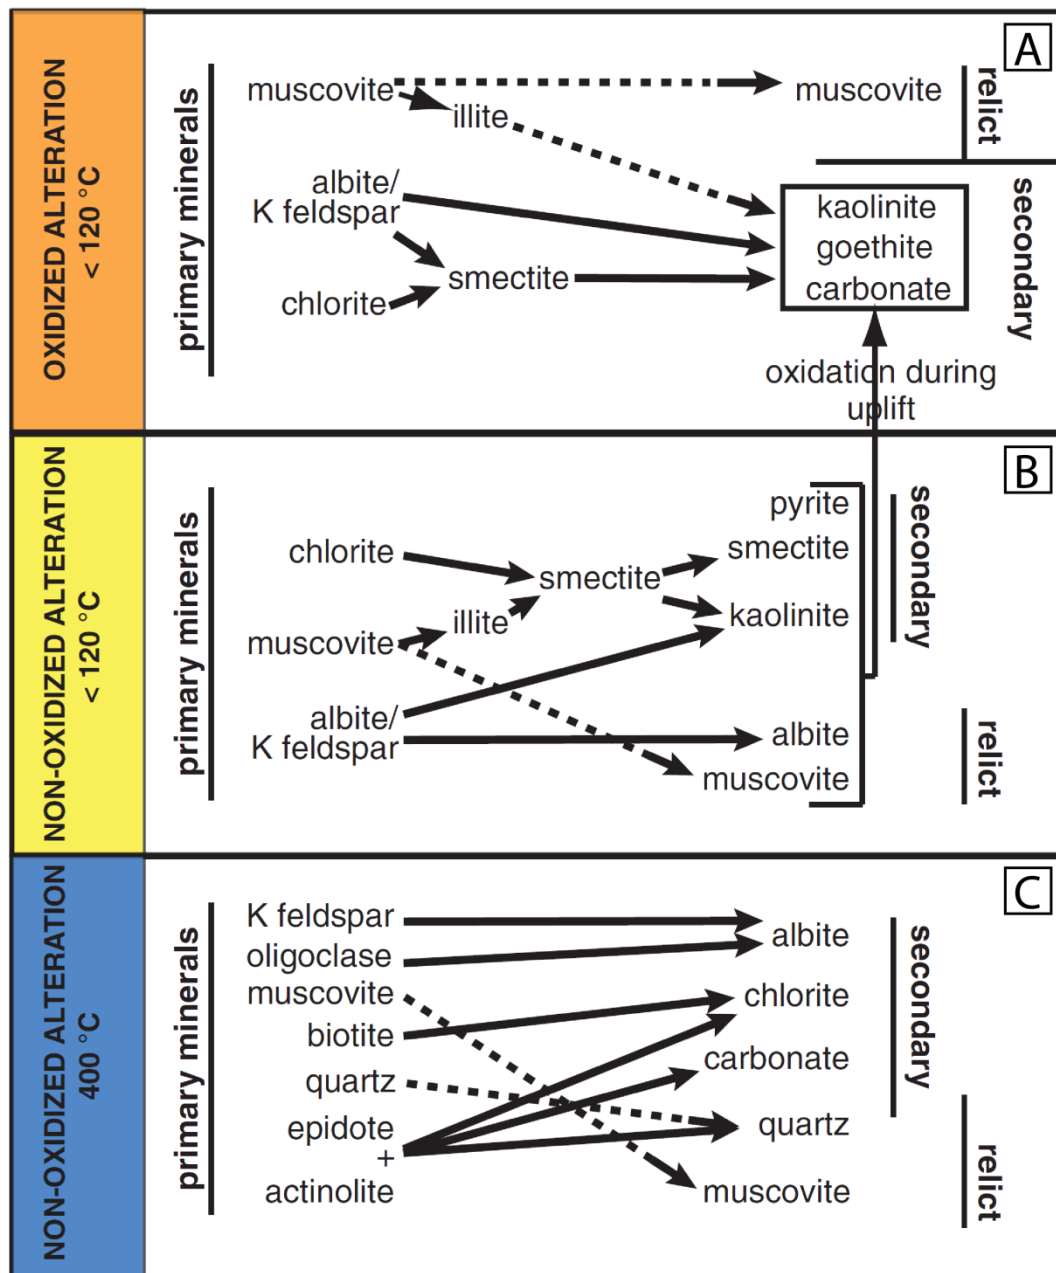 OXIDIZED ALTERATION
< 120 °C
A
primary minerals
muscovite
illite
albite/
K feldspar
chlorite
smectite
muscovite
relict
kaolinite
goethite
carbonate
secondary
oxidation during
uplift
NON-OXIDIZED ALTERATION
< 120 °C
B
primary minerals
chlorite
muscovite
illite
smectite
albite/
K feldspar
pyrite
smectite
kaolinite
secondary
albite
muscovite
relict
NON-OXIDIZED ALTERATION
400 °C
C
primary minerals
K feldspar
oligoclase
muscovite
biotite
quartz
epidote
+
actinolite
albite
chlorite
carbonate
quartz
muscovite
secondary
relict